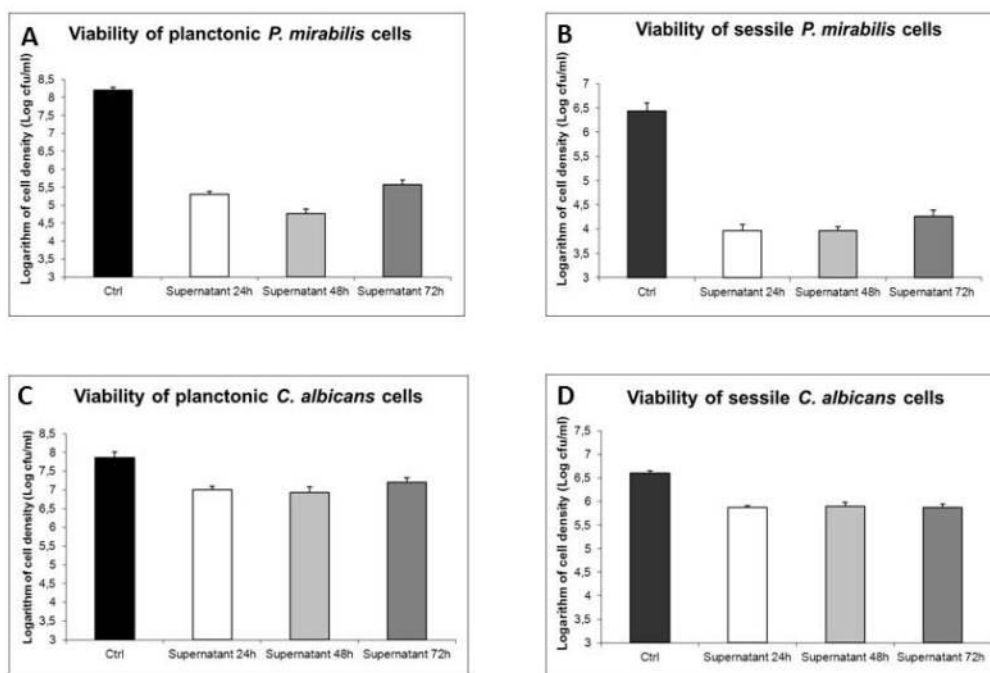 A
Viability of planctonic P. mirabilis cells
Logarithm of cell density (Log cfu/ml)
8,5
8
7,5
7
6,5
6
5,5
5
4,5
4
3,5
3
Ctrl
Supernatant 24h
Supernatant 48h
Supernatant 72h
B
Viability of sessile P. mirabilis cells
Logarithm of cell density (Log cfu/ml)
7
6,5
6
5,5
5
4,5
4
3,5
3
Ctrl
Supernatant 24h
Supernatant 48h
Supernatant 72h
C
Viability of planctonic C. albicans cells
Logarithm of cell density (Log cfu/ml)
8,5
8
7,5
7
6,5
6
5,5
5
4,5
4
3,5
3
Ctrl
Supernatant 24h
Supernatant 48h
Supernatant 72h
D
Viability of sessile C. albicans cells
Logarithm of cell density (Log cfu/ml)
7,5
7
6,5
6
5,5
5
4,5
4
3,5
3
Ctrl
Supernatant 24h
Supernatant 48h
Supernatant 72h